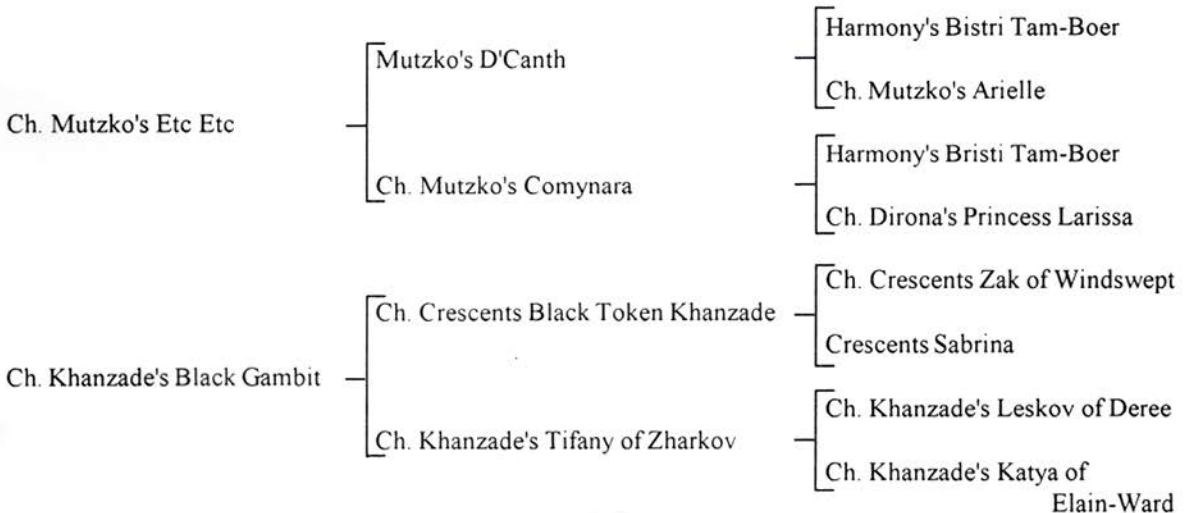 Harmony's Bistri Tam-Boer
Mutzko's D'Canth
Ch. Mutzko's Arielle
Ch. Mutzko's Etc Etc
Harmony's Bristi Tam-Boer
Ch. Mutzko's Comynara
Ch. Dirona's Princess Larissa
Ch. Crescents Zak of Windswept
Ch. Crescents Black Token Khanzade
Crescents Sabrina
Ch. Khanzade's Black Gambit
Ch. Khanzade's Leskov of Deree
Ch. Khanzade's Tifany of Zharkov
Ch. Khanzade's Katya of
Elain-Ward